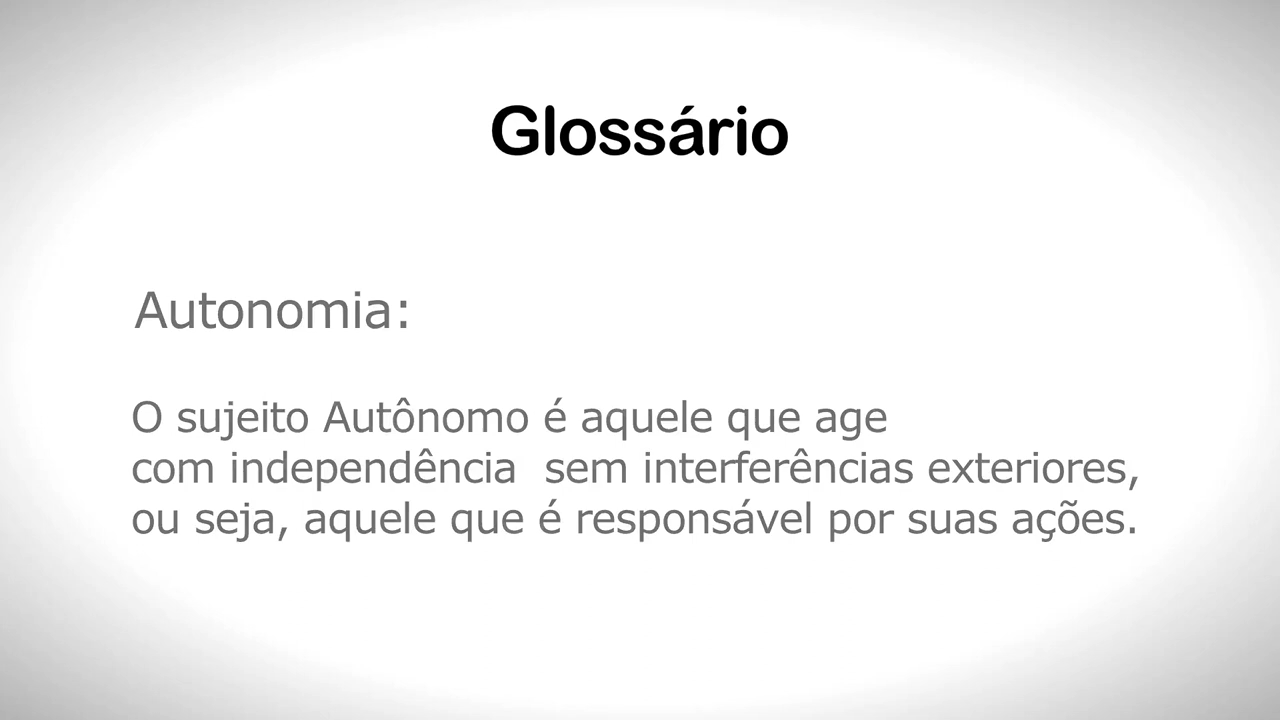 Glossário
Autonomia:
O sujeito Autônomo é aquele que age
com independência  sem interferências exteriores,
ou seja, aquele que é responsável por suas ações.